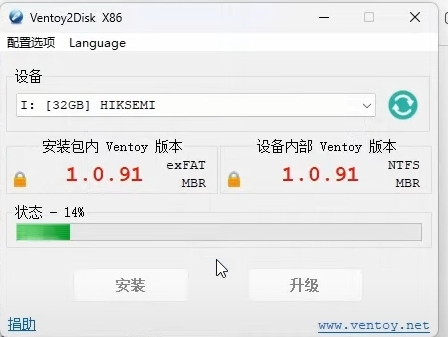 Ventoy2Disk X86
配置选项 Language
设备
I: [32GB] HIKSEMI
安装包内 Ventoy 版本
1.0.91
exFAT
MBR
设备内部 Ventoy 版本
1.0.91
NTFS
MBR
状态 - 14%
安装
升级
捐助
www.ventoy.net